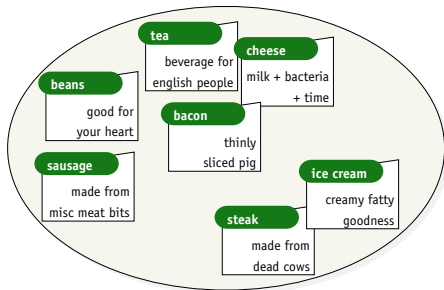 tea
beverage for
english people
cheese
milk + bacteria
+ time
beans
good for
your heart
bacon
thinly
sliced pig
sausage
made from
misc meat bits
ice cream
creamy fatty
goodness
steak
made from
dead cows